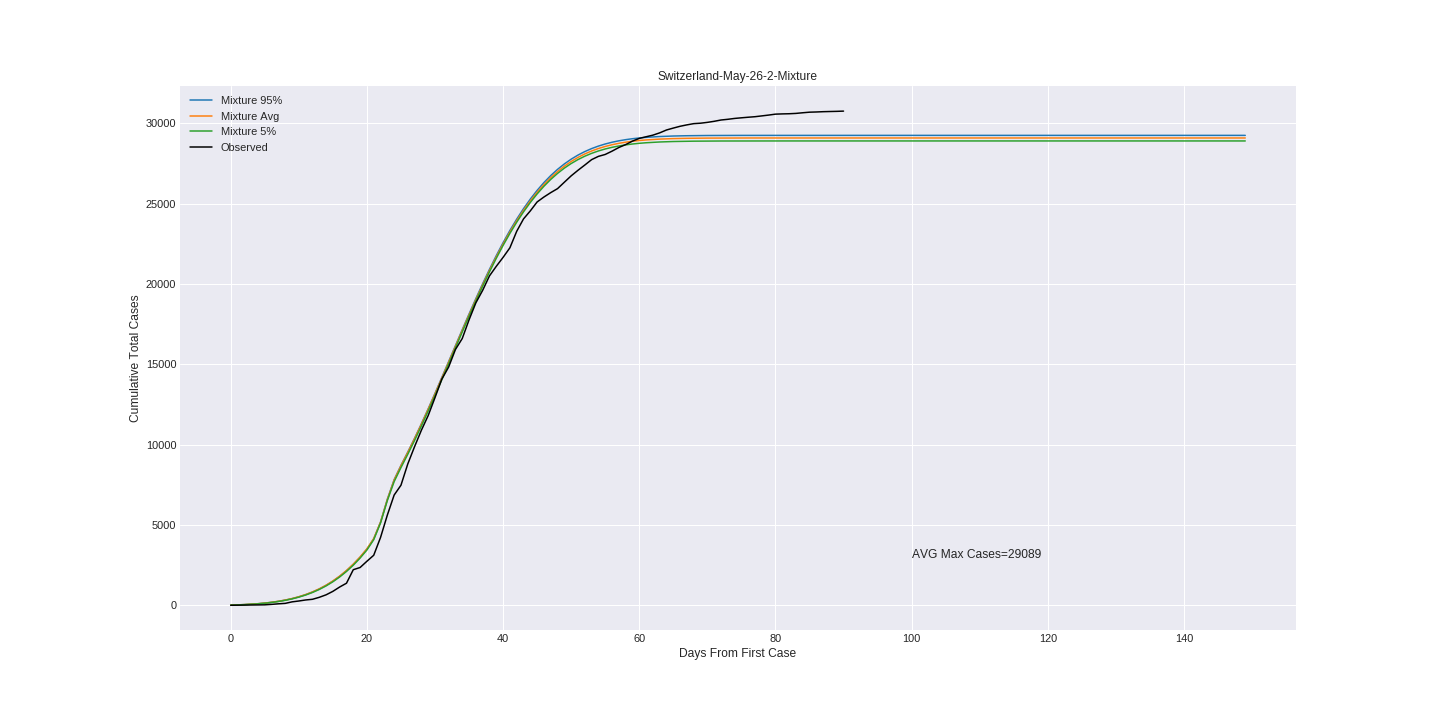 Switzerland-May-26-2-Mixture
Mixture 95%
Mixture Avg
Mixture 5%
Observed
30000
25000
20000
15000
10000
5000
0
Cumulative Total Cases
AVG Max Cases=29089
0 20 40 60 80 100 120 140
Days From First Case